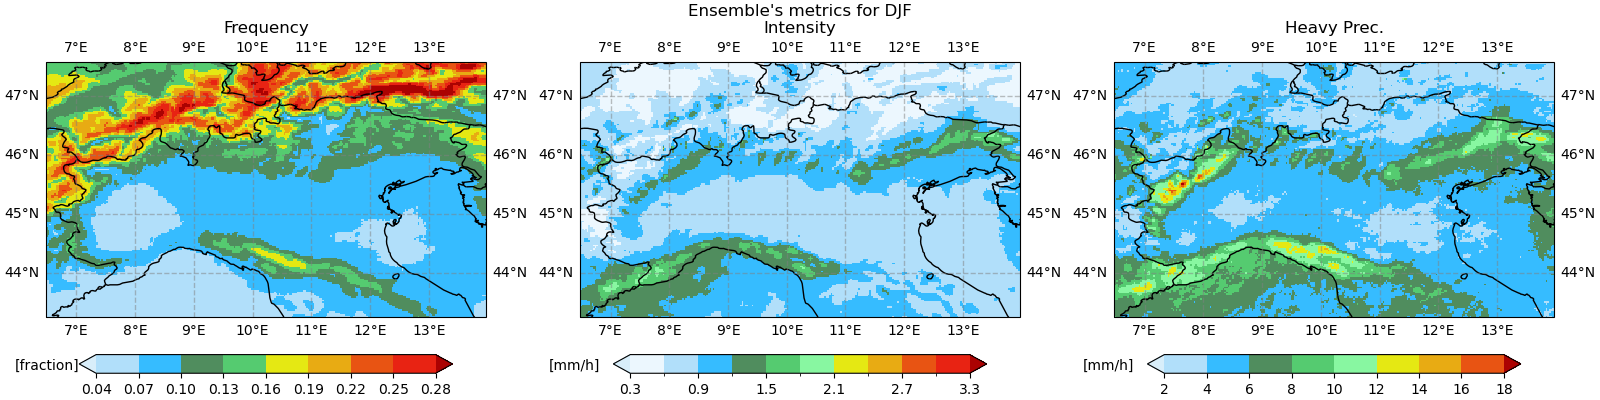 Ensemble's metrics for DJF
Frequency
Intensity
Heavy Prec.
7°E 8°E 9°E 10°E 11°E 12°E 13°E
7°E 8°E 9°E 10°E 11°E 12°E 13°E
7°E 8°E 9°E 10°E 11°E 12°E 13°E
47°N 47°N 47°N 47°N 47°N 47°N
46°N 46°N 46°N 46°N 46°N 46°N
45°N 45°N 45°N 45°N 45°N 45°N
44°N 44°N 44°N 44°N 44°N 44°N
7°E 8°E 9°E 10°E 11°E 12°E 13°E
7°E 8°E 9°E 10°E 11°E 12°E 13°E
7°E 8°E 9°E 10°E 11°E 12°E 13°E
[fraction]
0.04 0.07 0.10 0.13 0.16 0.19 0.22 0.25 0.28
[mm/h]
0.3 0.9 1.5 2.1 2.7 3.3
[mm/h]
2 4 6 8 10 12 14 16 18